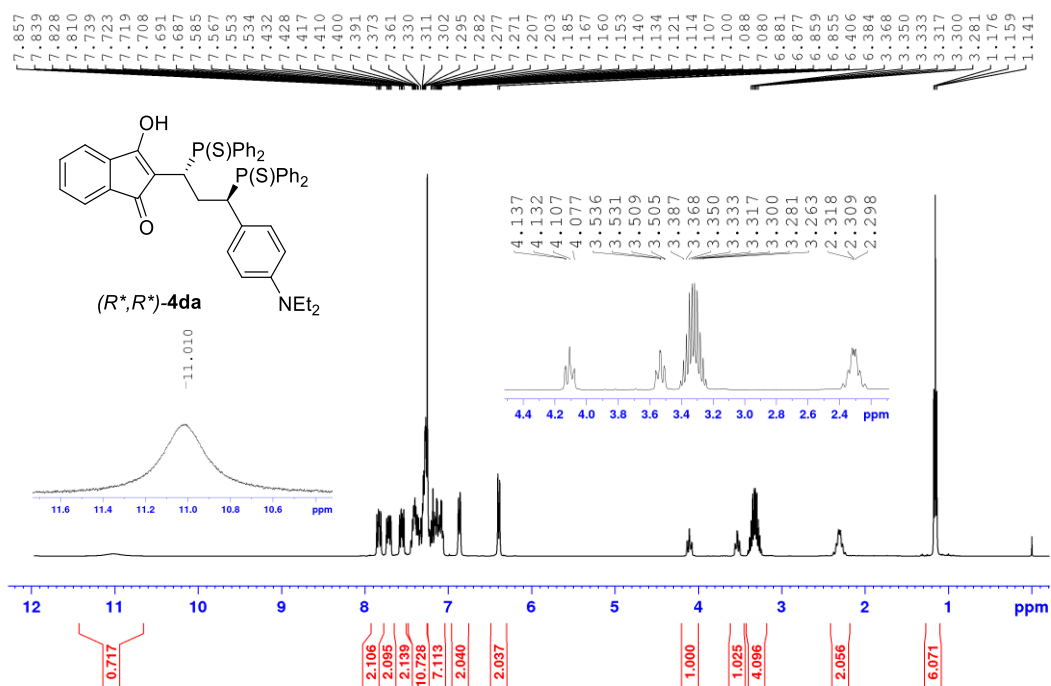 7.857 7.839 7.828 7.810 7.739 7.723 7.719 7.708 7.691 7.687 7.585 7.567 7.553 7.534 7.432 7.428 7.417 7.410 7.400 7.391 7.373 7.361 7.330 7.311 7.302 7.295 7.282 7.277 7.271 7.207 7.203 7.185 7.167 7.160 7.153 7.140 7.134 7.121 7.114 7.107 7.100 7.088 7.080 6.881 6.877 6.859 6.855 6.406 6.384 3.368 3.350 3.333 3.317 3.300 3.281 1.176 1.159 1.141
OH
P(S)Ph2
P(S)Ph2
O
NEt2
(R*,R*)-4da
4.137 4.132 4.107 4.077 3.536 3.531 3.509 3.505 3.387 3.368 3.350 3.333 3.317 3.300 3.281 3.263 2.318 2.309 2.298
4.4 4.2 4.0 3.8 3.6 3.4 3.2 3.0 2.8 2.6 2.4 ppm
11.010
11.6 11.4 11.2 11.0 10.8 10.6 ppm
12 11 10 9 8 7 6 5 4 3 2 1 ppm
0.717 2.106 2.095 2.139 10.728 7.113 2.040 2.037 1.000 1.025 4.096 2.056 6.071